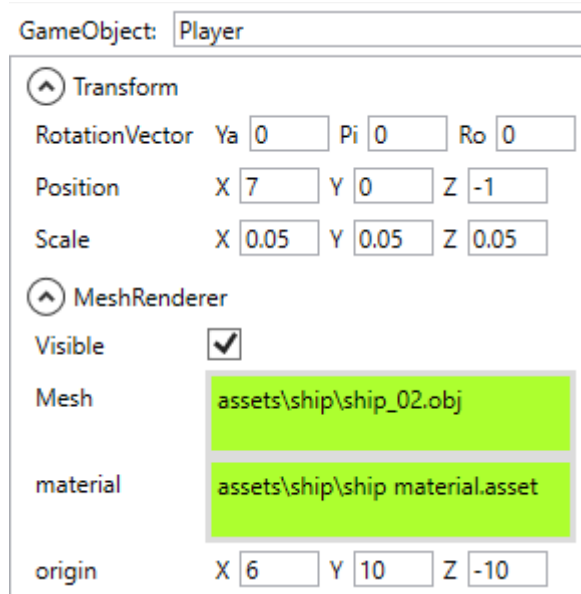 GameObject: Player
Transform
RotationVector Ya 0 Pi 0 Ro 0
Position X 7 Y 0 Z -1
Scale X 0.05 Y 0.05 Z 0.05
MeshRenderer
Visible
Mesh assets\ship\ship_02.obj
material assets\ship\ship material.asset
origin X 6 Y 10 Z -10